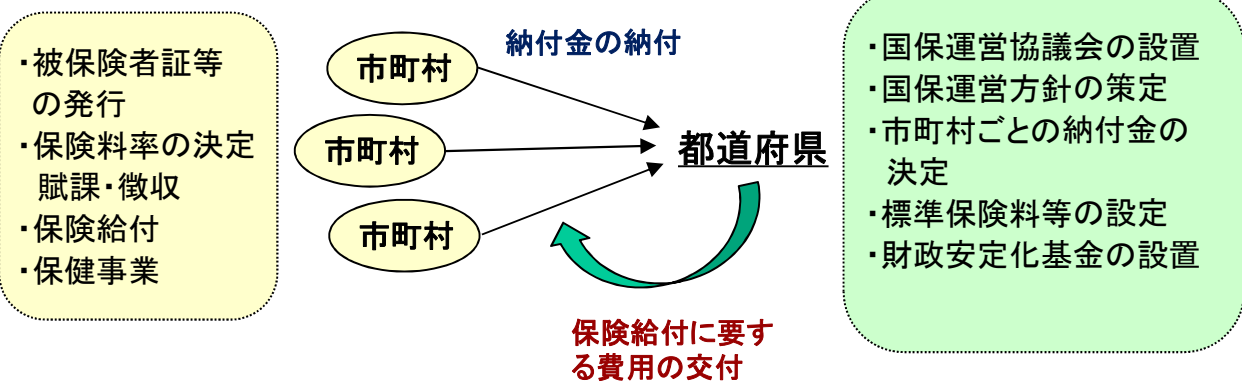 ・被保険者証等
の発行
・保険料率の決定
賦課・徴収
・保険給付
・保健事業
納付金の納付
市町村
市町村
市町村
都道府県
保険給付に要す
る費用の交付
・国保運営協議会の設置
・国保運営方針の策定
・市町村ごとの納付金の
決定
・標準保険料等の設定
・財政安定化基金の設置